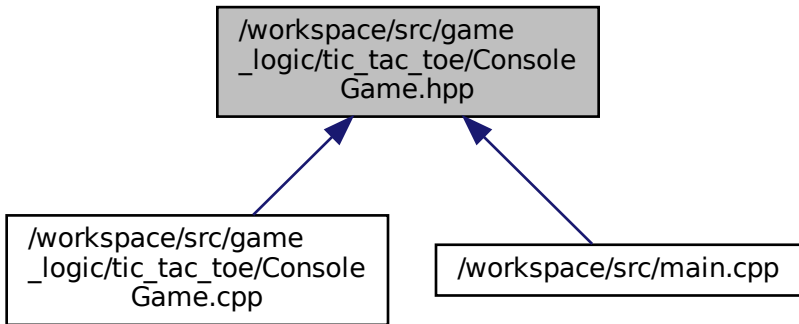 /workspace/src/game
_logic/tic_tac_toe/Console
Game.hpp
/workspace/src/game
_logic/tic_tac_toe/Console
Game.cpp
/workspace/src/main.cpp